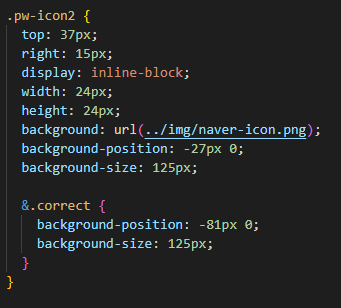 .pw-icon2 {
  top: 37px;
  right: 15px;
  display: inline-block;
  width: 24px;
  height: 24px;
  background: url(../img/naver-icon.png);
  background-position: -27px 0;
  background-size: 125px;

  &.correct {
    background-position: -81px 0;
    background-size: 125px;
  }
}